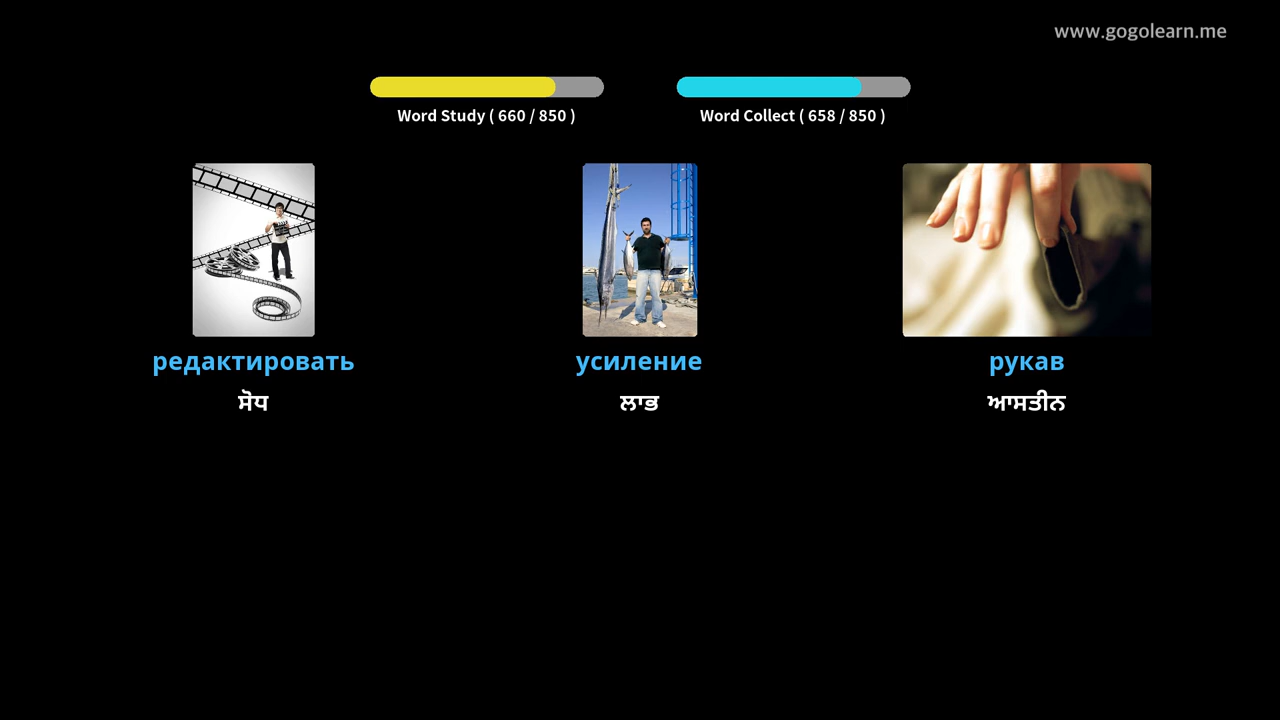 www.gogolearn.me
Word Study ( 660 / 850 )
Word Collect ( 658 / 850 )
редактировать
ਸੋਧ
усиление
ਲਾਭ
рукав
ਆਸਤੀਨ